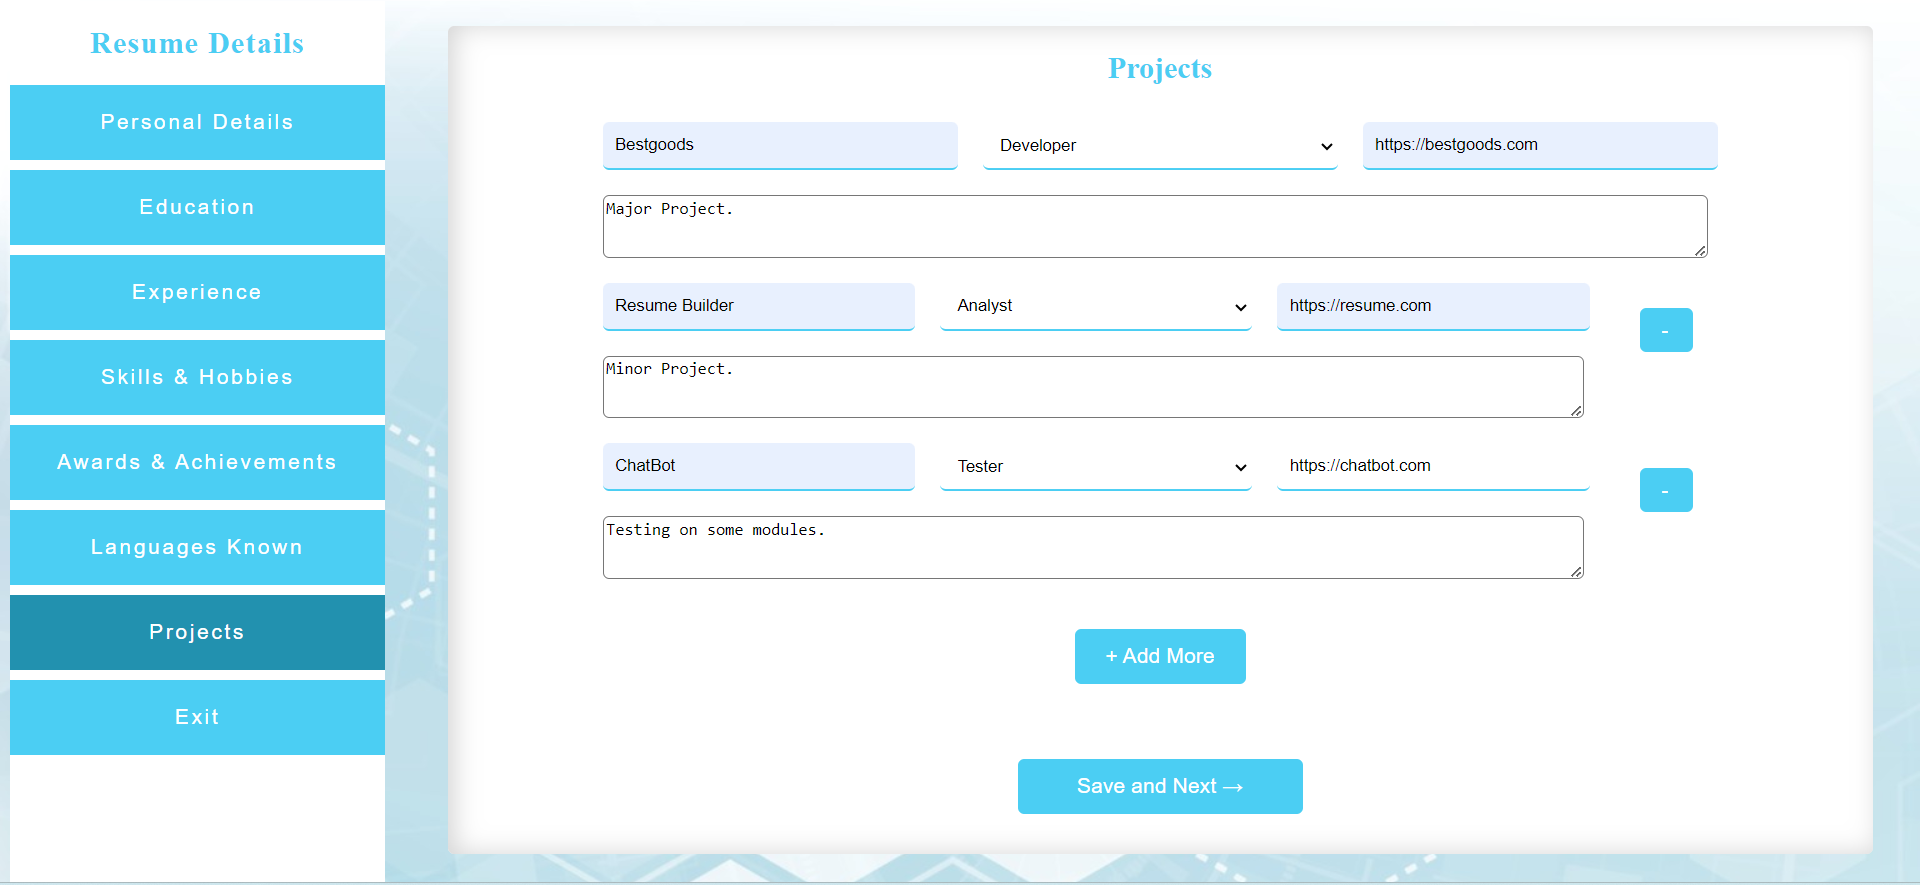 Resume Details
Personal Details
Education
Experience
Skills & Hobbies
Awards & Achievements
Languages Known
Projects
Exit
Projects
Bestgoods Developer https://bestgoods.com
Major Project.
Resume Builder Analyst https://resume.com
-
Minor Project.
ChatBot Tester https://chatbot.com
-
Testing on some modules.
+ Add More
Save and Next →